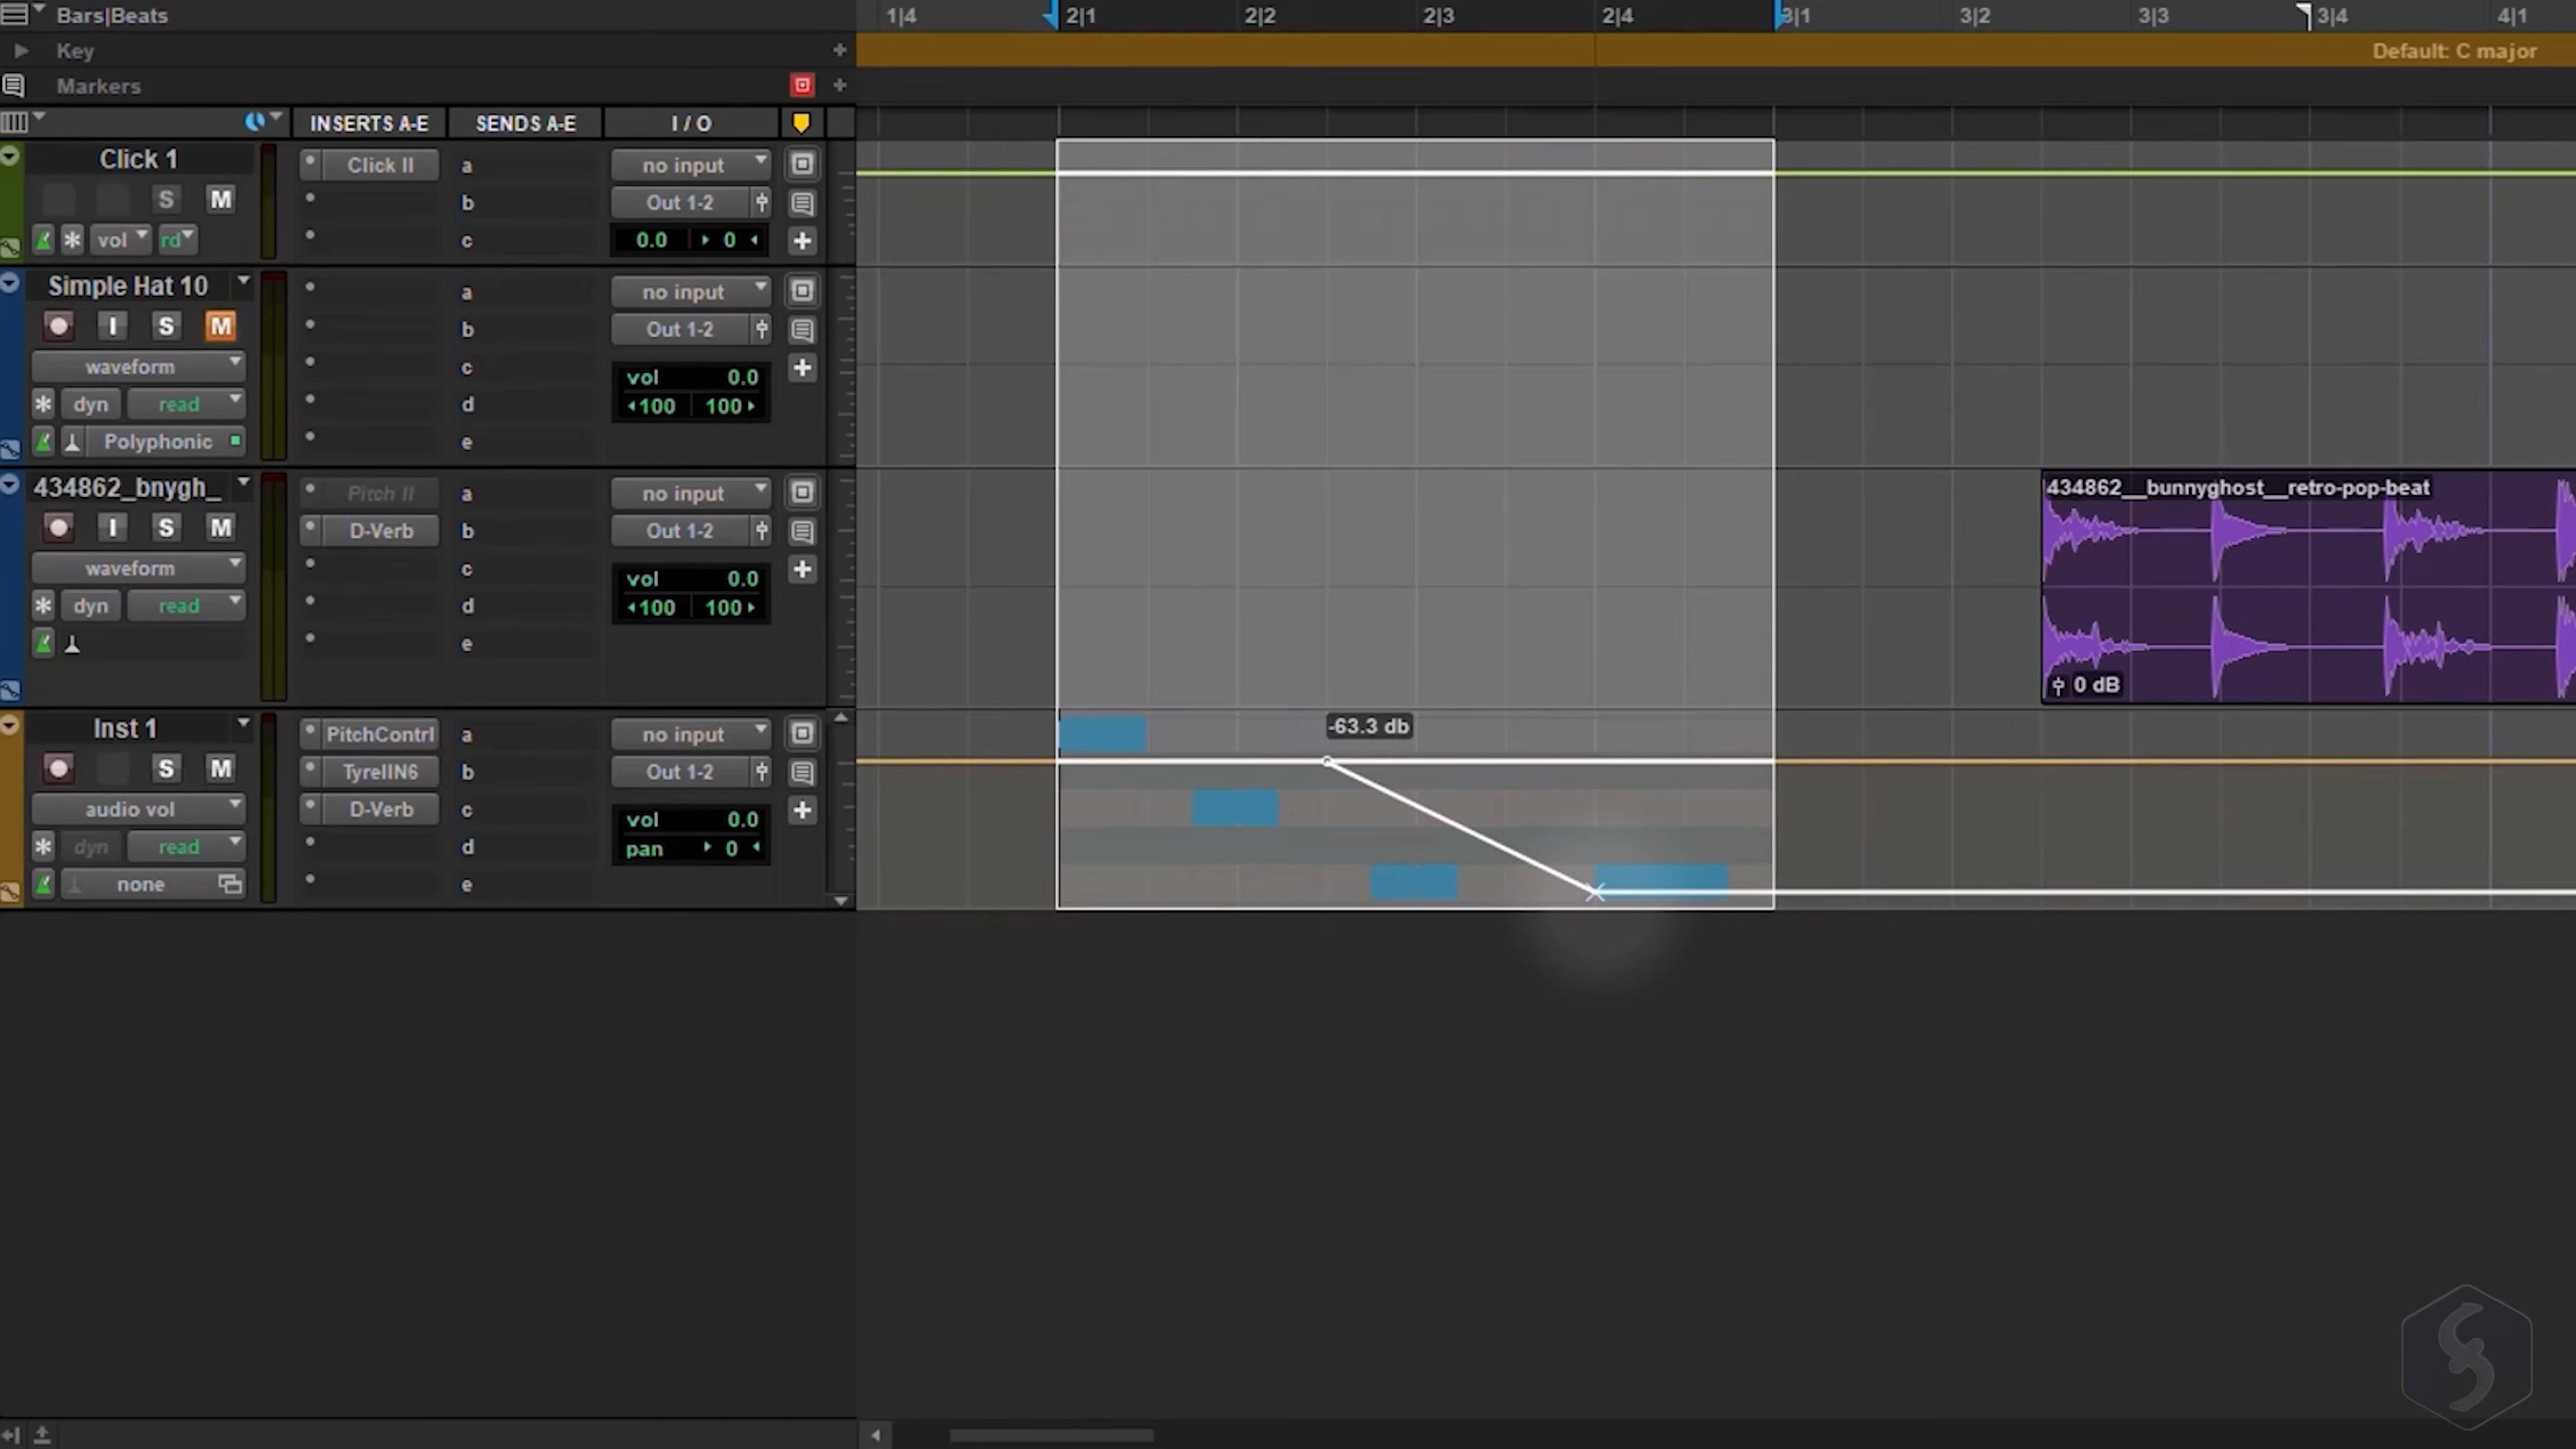 Bars|Beats
1|4 2|1 2|2 2|3 2|4 3|1 3|2 3|3 3|4 4|1
Key +
Default: C major
Markers +
INSERTS A-E SENDS A-E I / O
Click 1 Click II a no input
S M b Out 1-2
vol rd c 0.0 0
Simple Hat 10 a no input
I S M b Out 1-2
waveform c vol 0.0
dyn read d 100 100
Polyphonic e
434862_bnygh_ Pitch II a no input 434862__bunnyghost__retro-pop-beat
I S M D-Verb b Out 1-2
waveform c vol 0.0
dyn read d 100 100
e
0 dB
Inst 1 PitchContrl a no input -63.3 db
S M TyrellN6 b Out 1-2
audio vol D-Verb c vol 0.0
dyn read d pan 0
none e